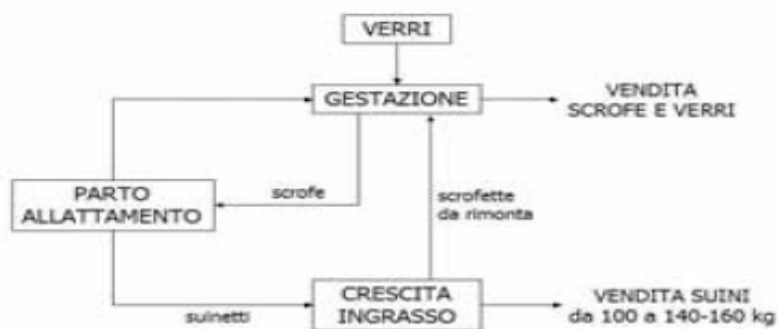 VERRI
GESTAZIONE
VENDITA
SCROFE E VERRI
PARTO
ALLATTAMENTO
scrofe
scrofette
da rimonta
suinetti
CRESCITA
INGRASSO
VENDITA SUINI
da 100 a 140-160 kg